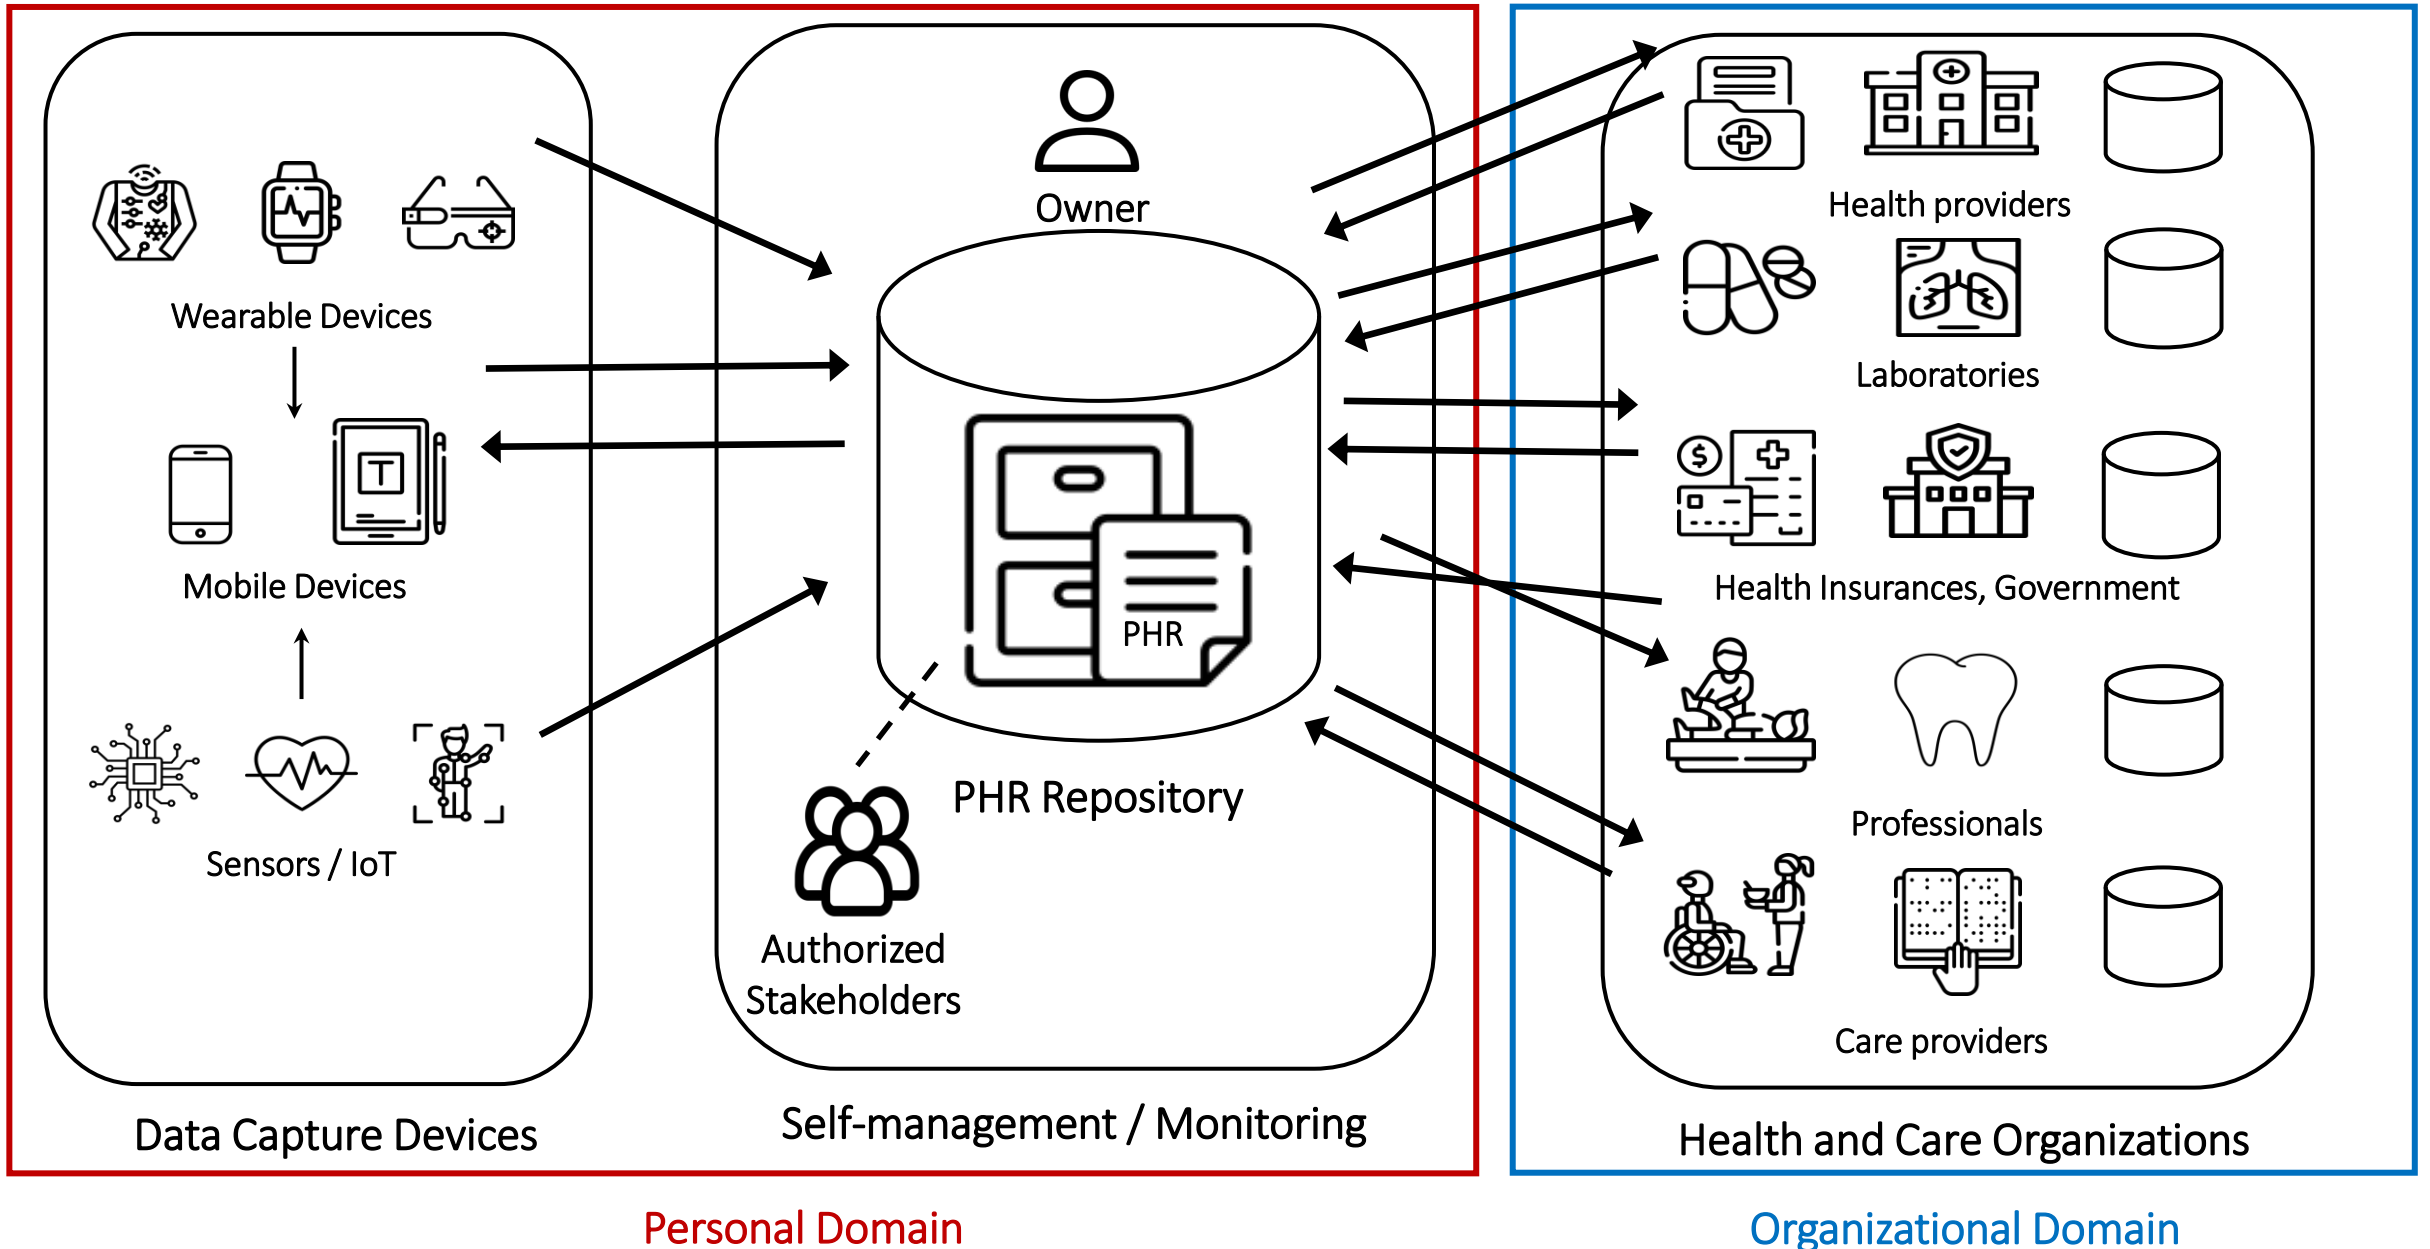 Wearable Devices
Mobile Devices
T
Sensors / IoT
Data Capture Devices
Owner
PHR
PHR Repository
Authorized
Stakeholders
Self-management / Monitoring
Health providers
Laboratories
$
Health Insurances, Government
Professionals
Care providers
Health and Care Organizations
Personal Domain
Organizational Domain